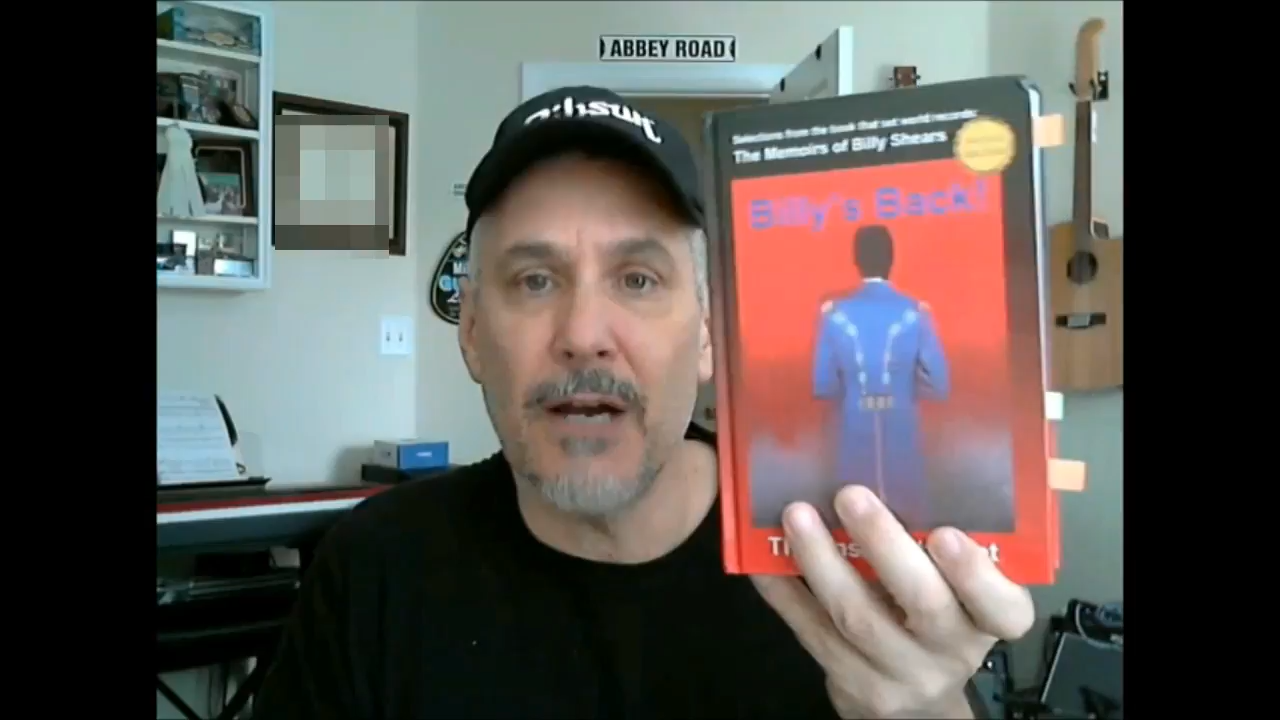 ABBEY ROAD
Gibson
Selections from the book that set world records:
The Memoirs of Billy Shears
Billy's Back!